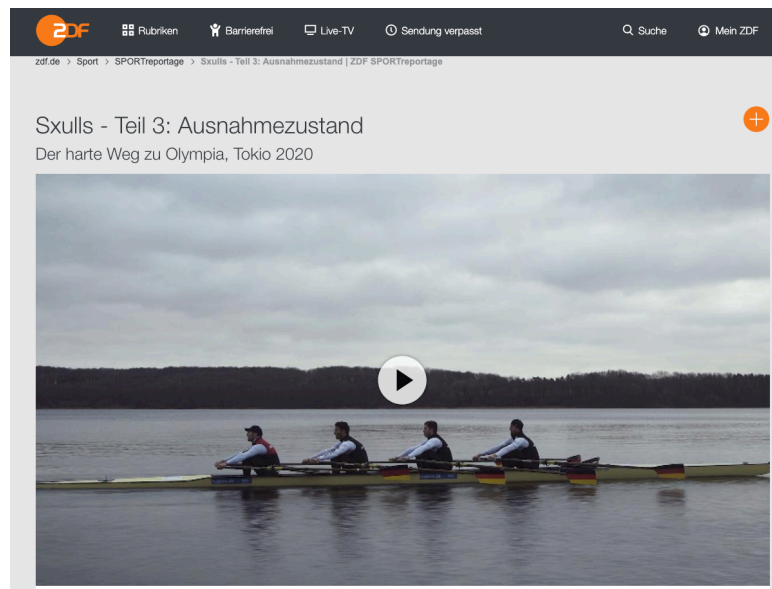 ZDF Rubriken Barrierefrei Live-TV Sendung verpasst Suche Mein ZDF
zdf.de > Sport > SPORTreportage > Sxulls - Teil 3: Ausnahmezustand | ZDF SPORTreportage
Sxulls - Teil 3: Ausnahmezustand
Der harte Weg zu Olympia, Tokio 2020